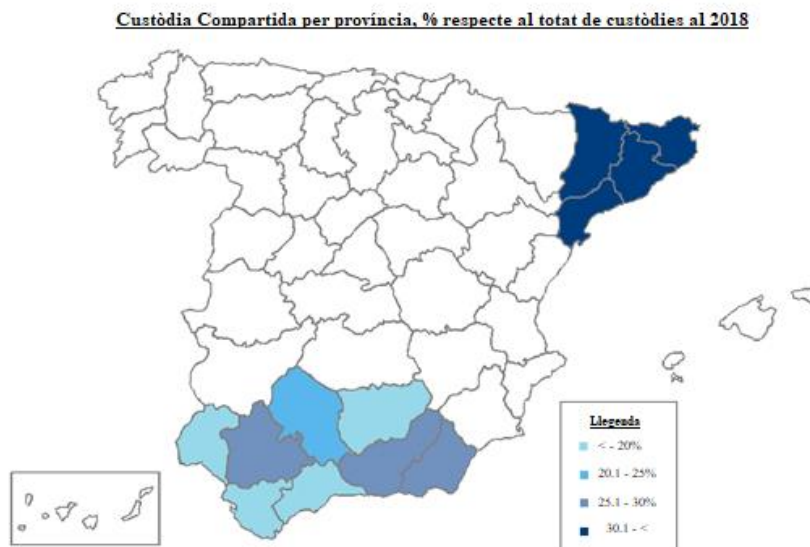 Custòdia Compartida per província, % respecte al totat de custòdies al 2018
Llegenda
< - 20%
20.1 - 25%
25.1 - 30%
30.1 - <